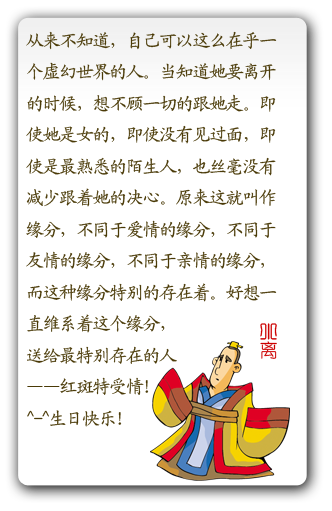 从来不知道，自己可以这么在乎一
个虚幻世界的人。当知道她要离开
的时候，想不顾一切的跟她走。即
使她是女的，即使没有见过面，即
使是最熟悉的陌生人，也丝毫没有
减少跟着她的决心。原来这就叫作
缘分，不同于爱情的缘分，不同于
友情的缘分，不同于亲情的缘分，
而这种缘分特别的存在着。好想一
直维系着这个缘分，
送给最特别存在的人
——红斑特受情！
^-^生日快乐！
离